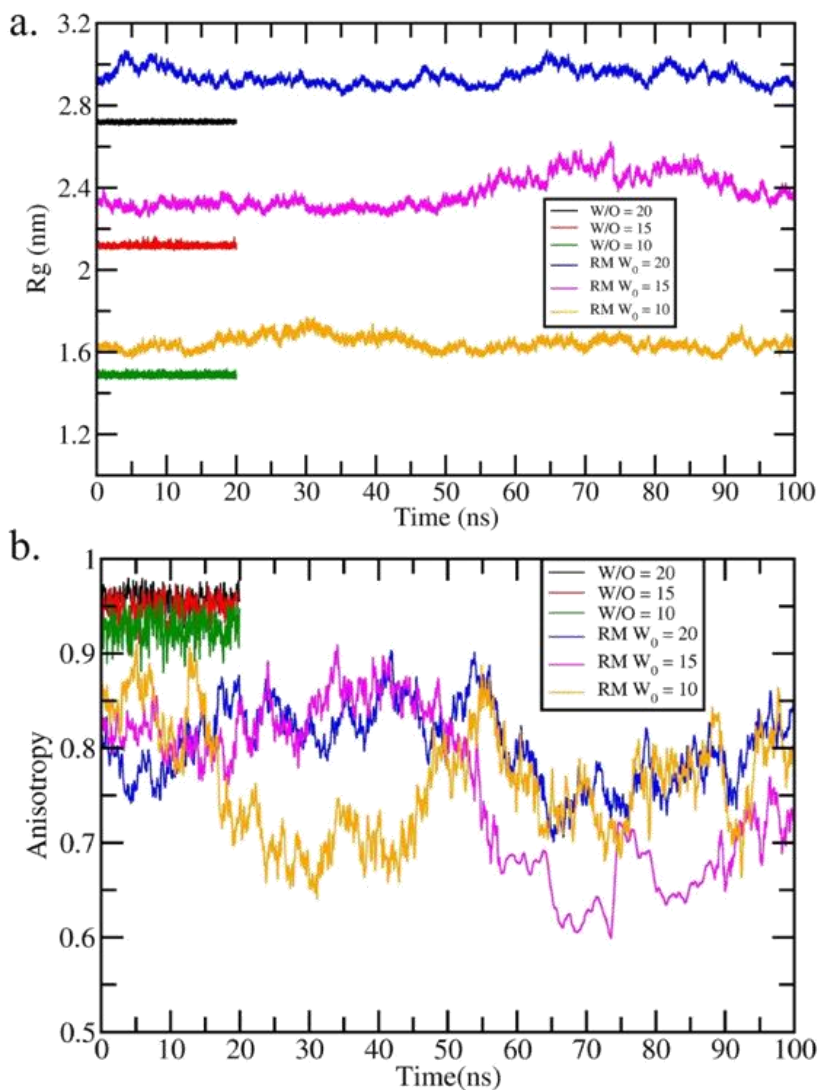 a.
3.2
2.8
2.4
2
1.6
1.2
Rg (nm)
W/O = 20
W/O = 15
W/O = 10
RM W₀ = 20
RM W₀ = 15
RM W₀ = 10
0 10 20 30 40 50 60 70 80 90 100
Time (ns)
b.
1
0.9
0.8
0.7
0.6
0.5
Anisotropy
W/O = 20
W/O = 15
W/O = 10
RM W₀ = 20
RM W₀ = 15
RM W₀ = 10
0 10 20 30 40 50 60 70 80 90 100
Time(ns)